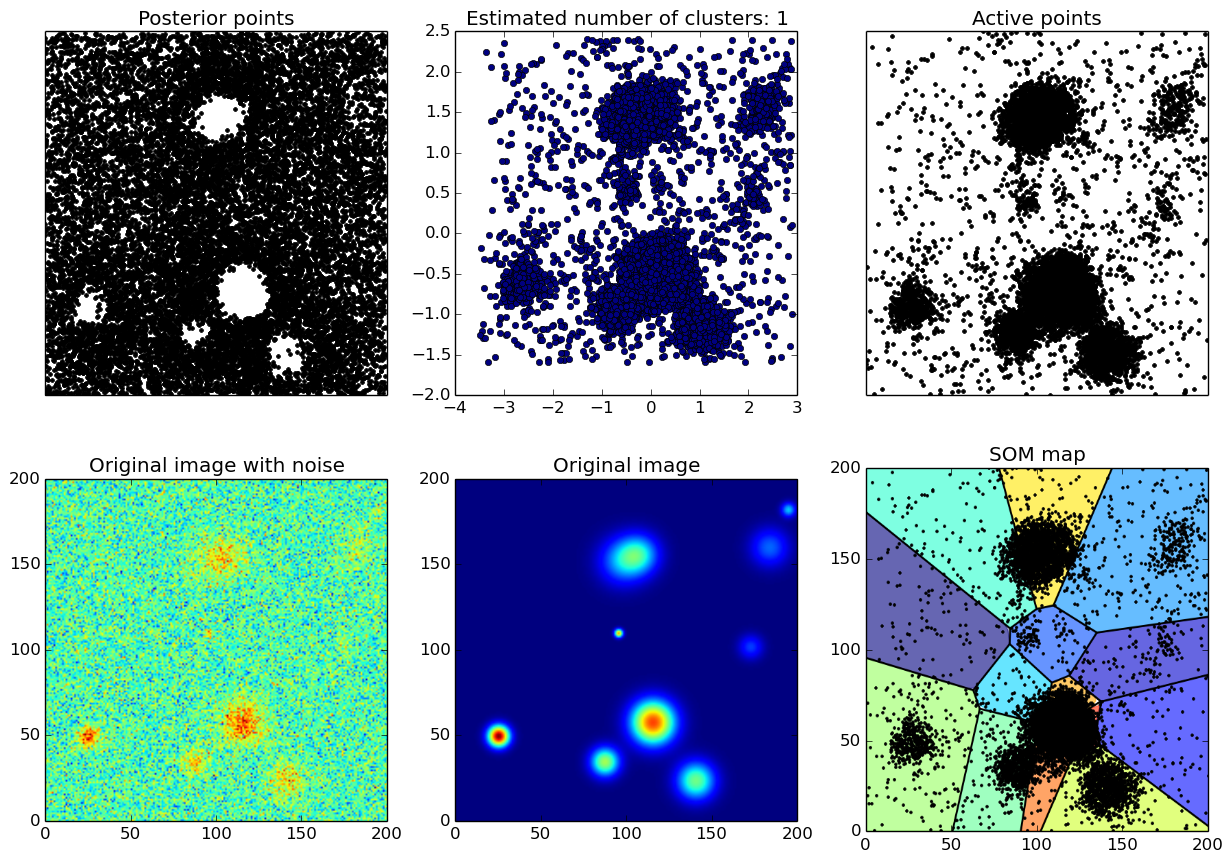 Posterior points
Estimated number of clusters: 1
Active points
2.5
2.0
1.5
1.0
0.5
0.0
−0.5
−1.0
−1.5
−2.0
−4 −3 −2 −1 0 1 2 3
Original image with noise
Original image
SOM map
200
150
100
50
0
0 50 100 150 200
200
150
100
50
0
0 50 100 150 200
200
150
100
50
0
0 50 100 150 200